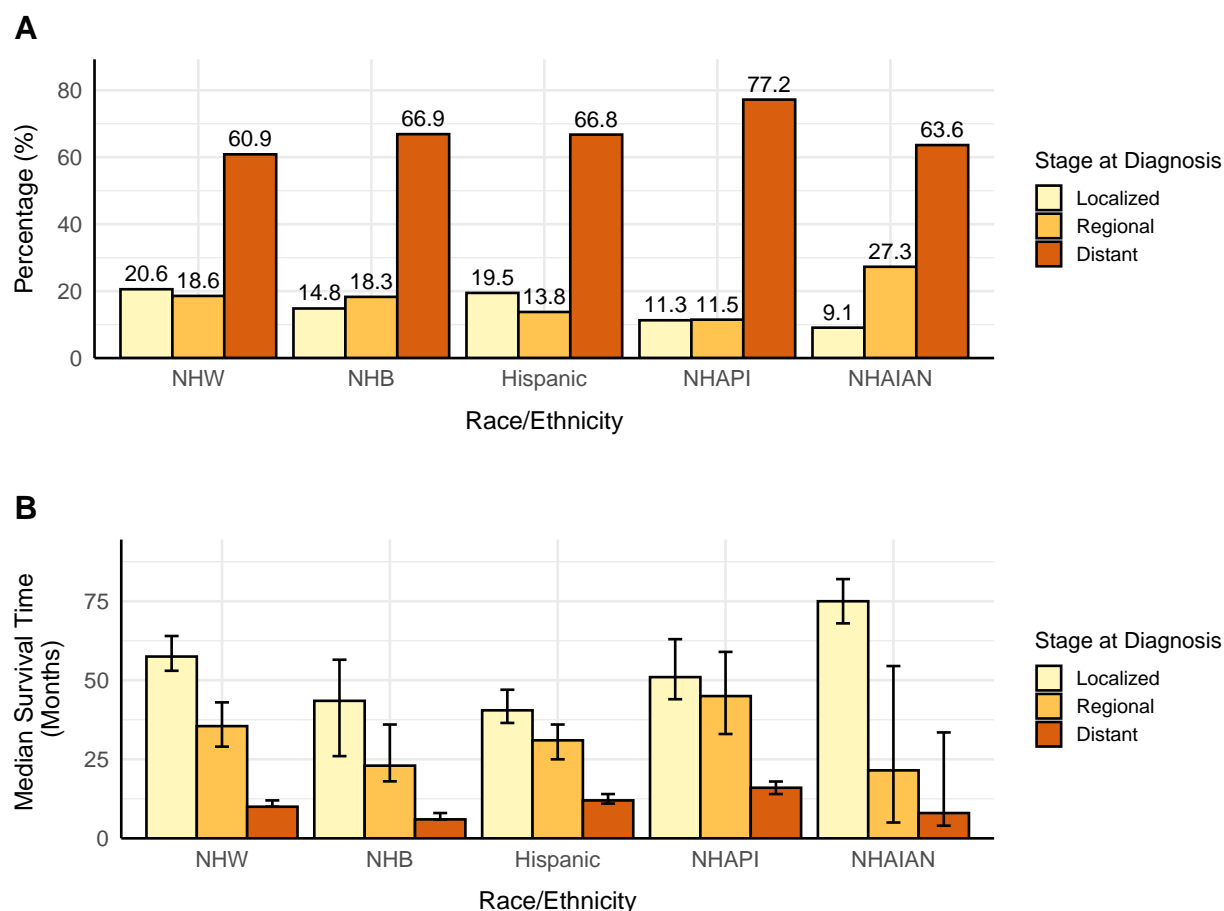 A
Percentage (%)
80
60
40
20
0
20.6 18.6 60.9
14.8 18.3 66.9
19.5 13.8 66.8
11.3 11.5 77.2
9.1 27.3 63.6
NHW NHB Hispanic NHAPI NHAIAN
Race/Ethnicity
Stage at Diagnosis
Localized
Regional
Distant
B
Median Survival Time
(Months)
75
50
25
0
NHW NHB Hispanic NHAPI NHAIAN
Race/Ethnicity
Stage at Diagnosis
Localized
Regional
Distant